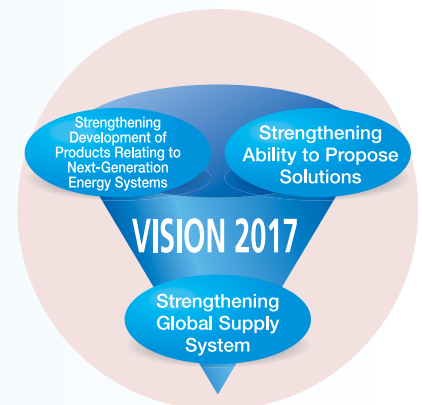 Strengthening
Development of
Products Relating to
Next-Generation
Energy Systems
Strengthening
Ability to Propose
Solutions
VISION 2017
Strengthening
Global Supply
System